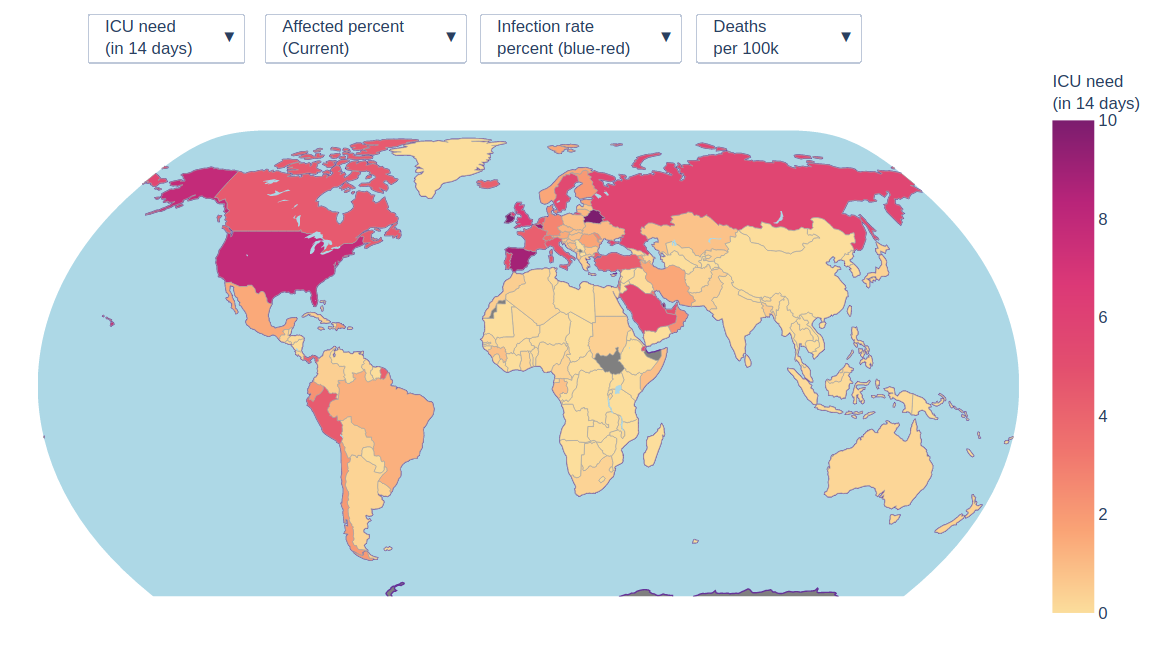 ICU need
(in 14 days) ▼
Affected percent
(Current) ▼
Infection rate
percent (blue-red) ▼
Deaths
per 100k ▼
ICU need
(in 14 days)
10
8
6
4
2
0